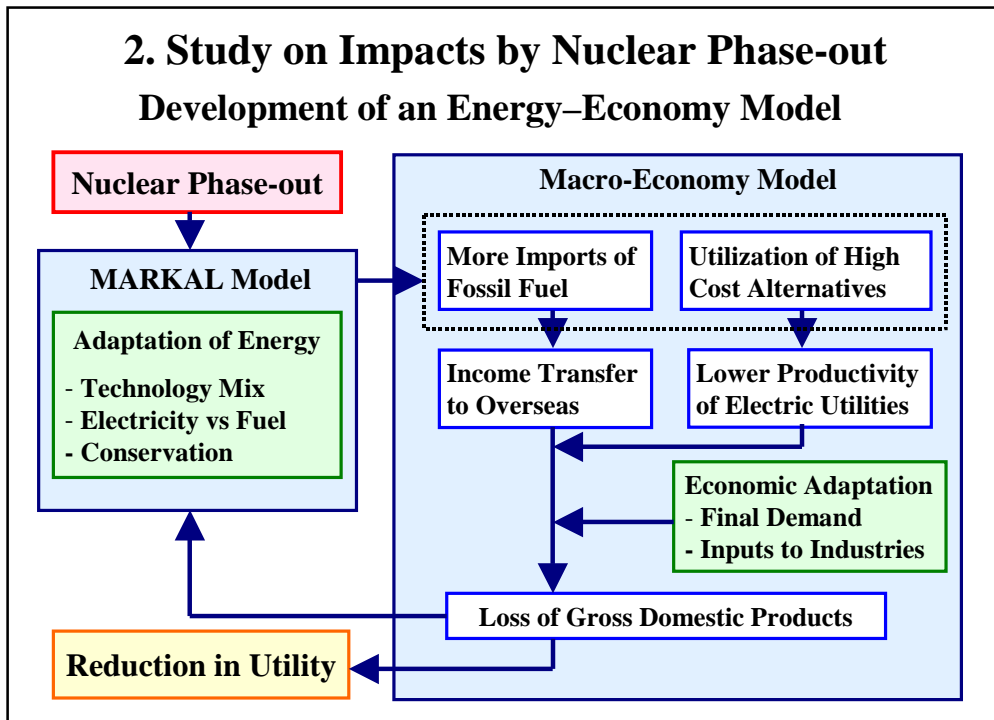 2. Study on Impacts by Nuclear Phase-out
Development of an Energy–Economy Model
Nuclear Phase-out
MARKAL Model
Adaptation of Energy
- Technology Mix
- Electricity vs Fuel
- Conservation
Macro-Economy Model
More Imports of
Fossil Fuel
Utilization of High
Cost Alternatives
Income Transfer
to Overseas
Lower Productivity
of Electric Utilities
Economic Adaptation
- Final Demand
- Inputs to Industries
Loss of Gross Domestic Products
Reduction in Utility